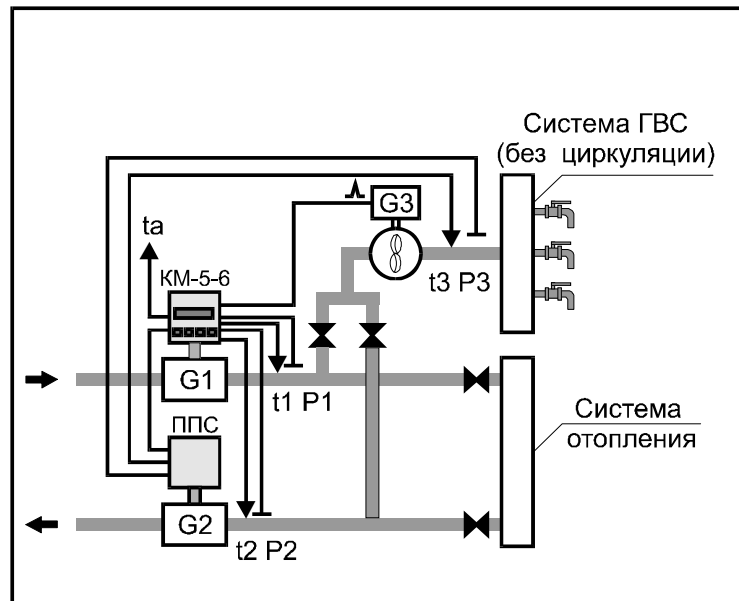 Система ГВС
(без циркуляции)
G3
ta
КМ-5-6
t3 P3
G1
t1 P1
ППС
Система
отопления
G2
t2 P2